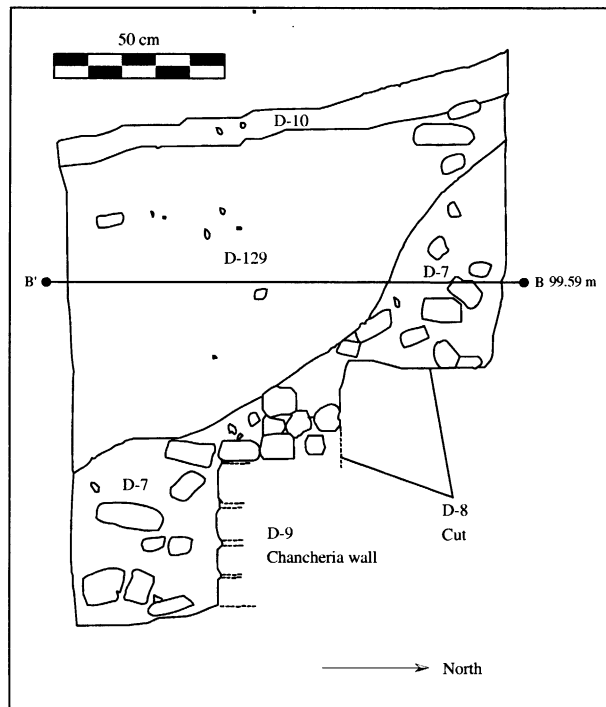 50 cm
D-10
D-129
D-7
B'
B 99.59 m
D-7
D-8
Cut
D-9
Chancheria wall
North